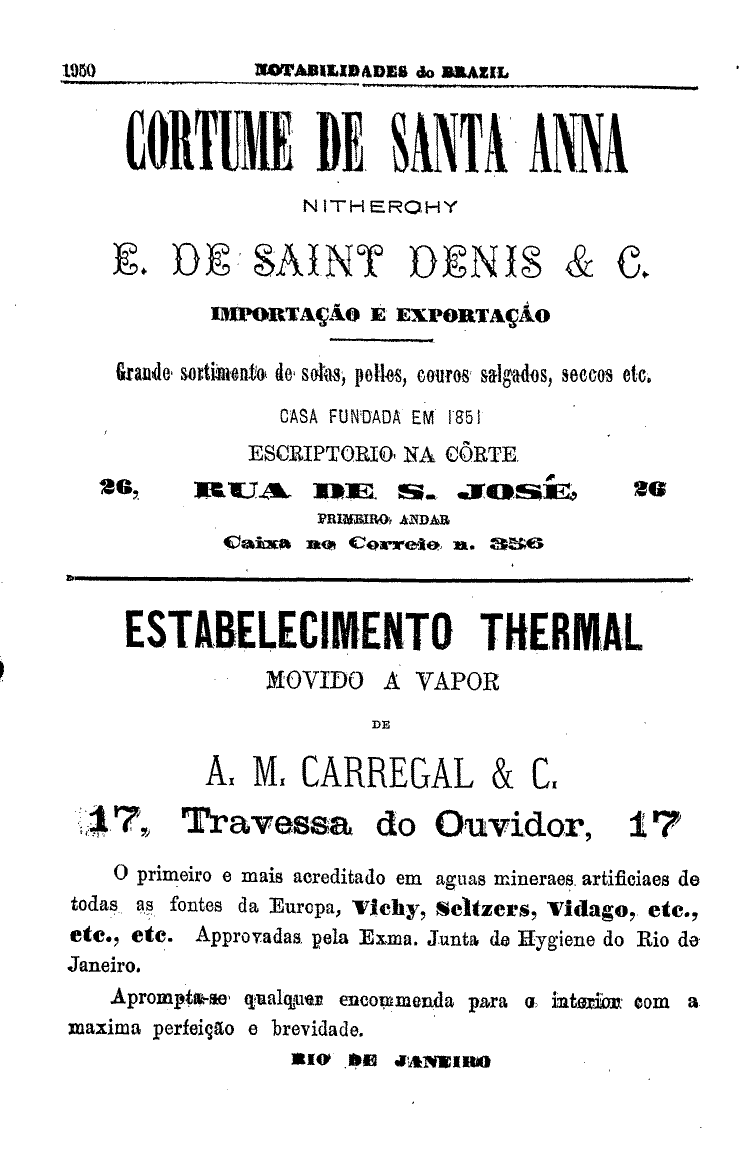 1950 NOTABILIDADES do BRAZIL
CORTUME DE SANTA ANNA
NITHEROHY
E. DE SAINT DENIS & C.
IMPORTAÇÃO E EXPORTAÇÃO
Grande sortimento de solas, pelles, couros salgados, seccos etc.
CASA FUNDADA EM 1851
ESCRIPTORIO NA CÔRTE
26, RUA DE S. JOSÉ, 26
PRIMEIRO ANDAR
Caixa no Correio n. 356
ESTABELECIMENTO THERMAL
MOVIDO A VAPOR
DE
A. M. CARREGAL & C.
17, Travessa do Ouvidor, 17
O primeiro e mais acreditado em aguas mineraes artificiaes de
todas as fontes da Europa, Vichy, Seltzers, Vidago, etc.,
etc., etc. Approvadas pela Exma. Junta de Hygiene do Rio de
Janeiro.
Aprompta-se qualquer encommenda para o interior com a
maxima perfeição e brevidade.
RIO DE JANEIRO